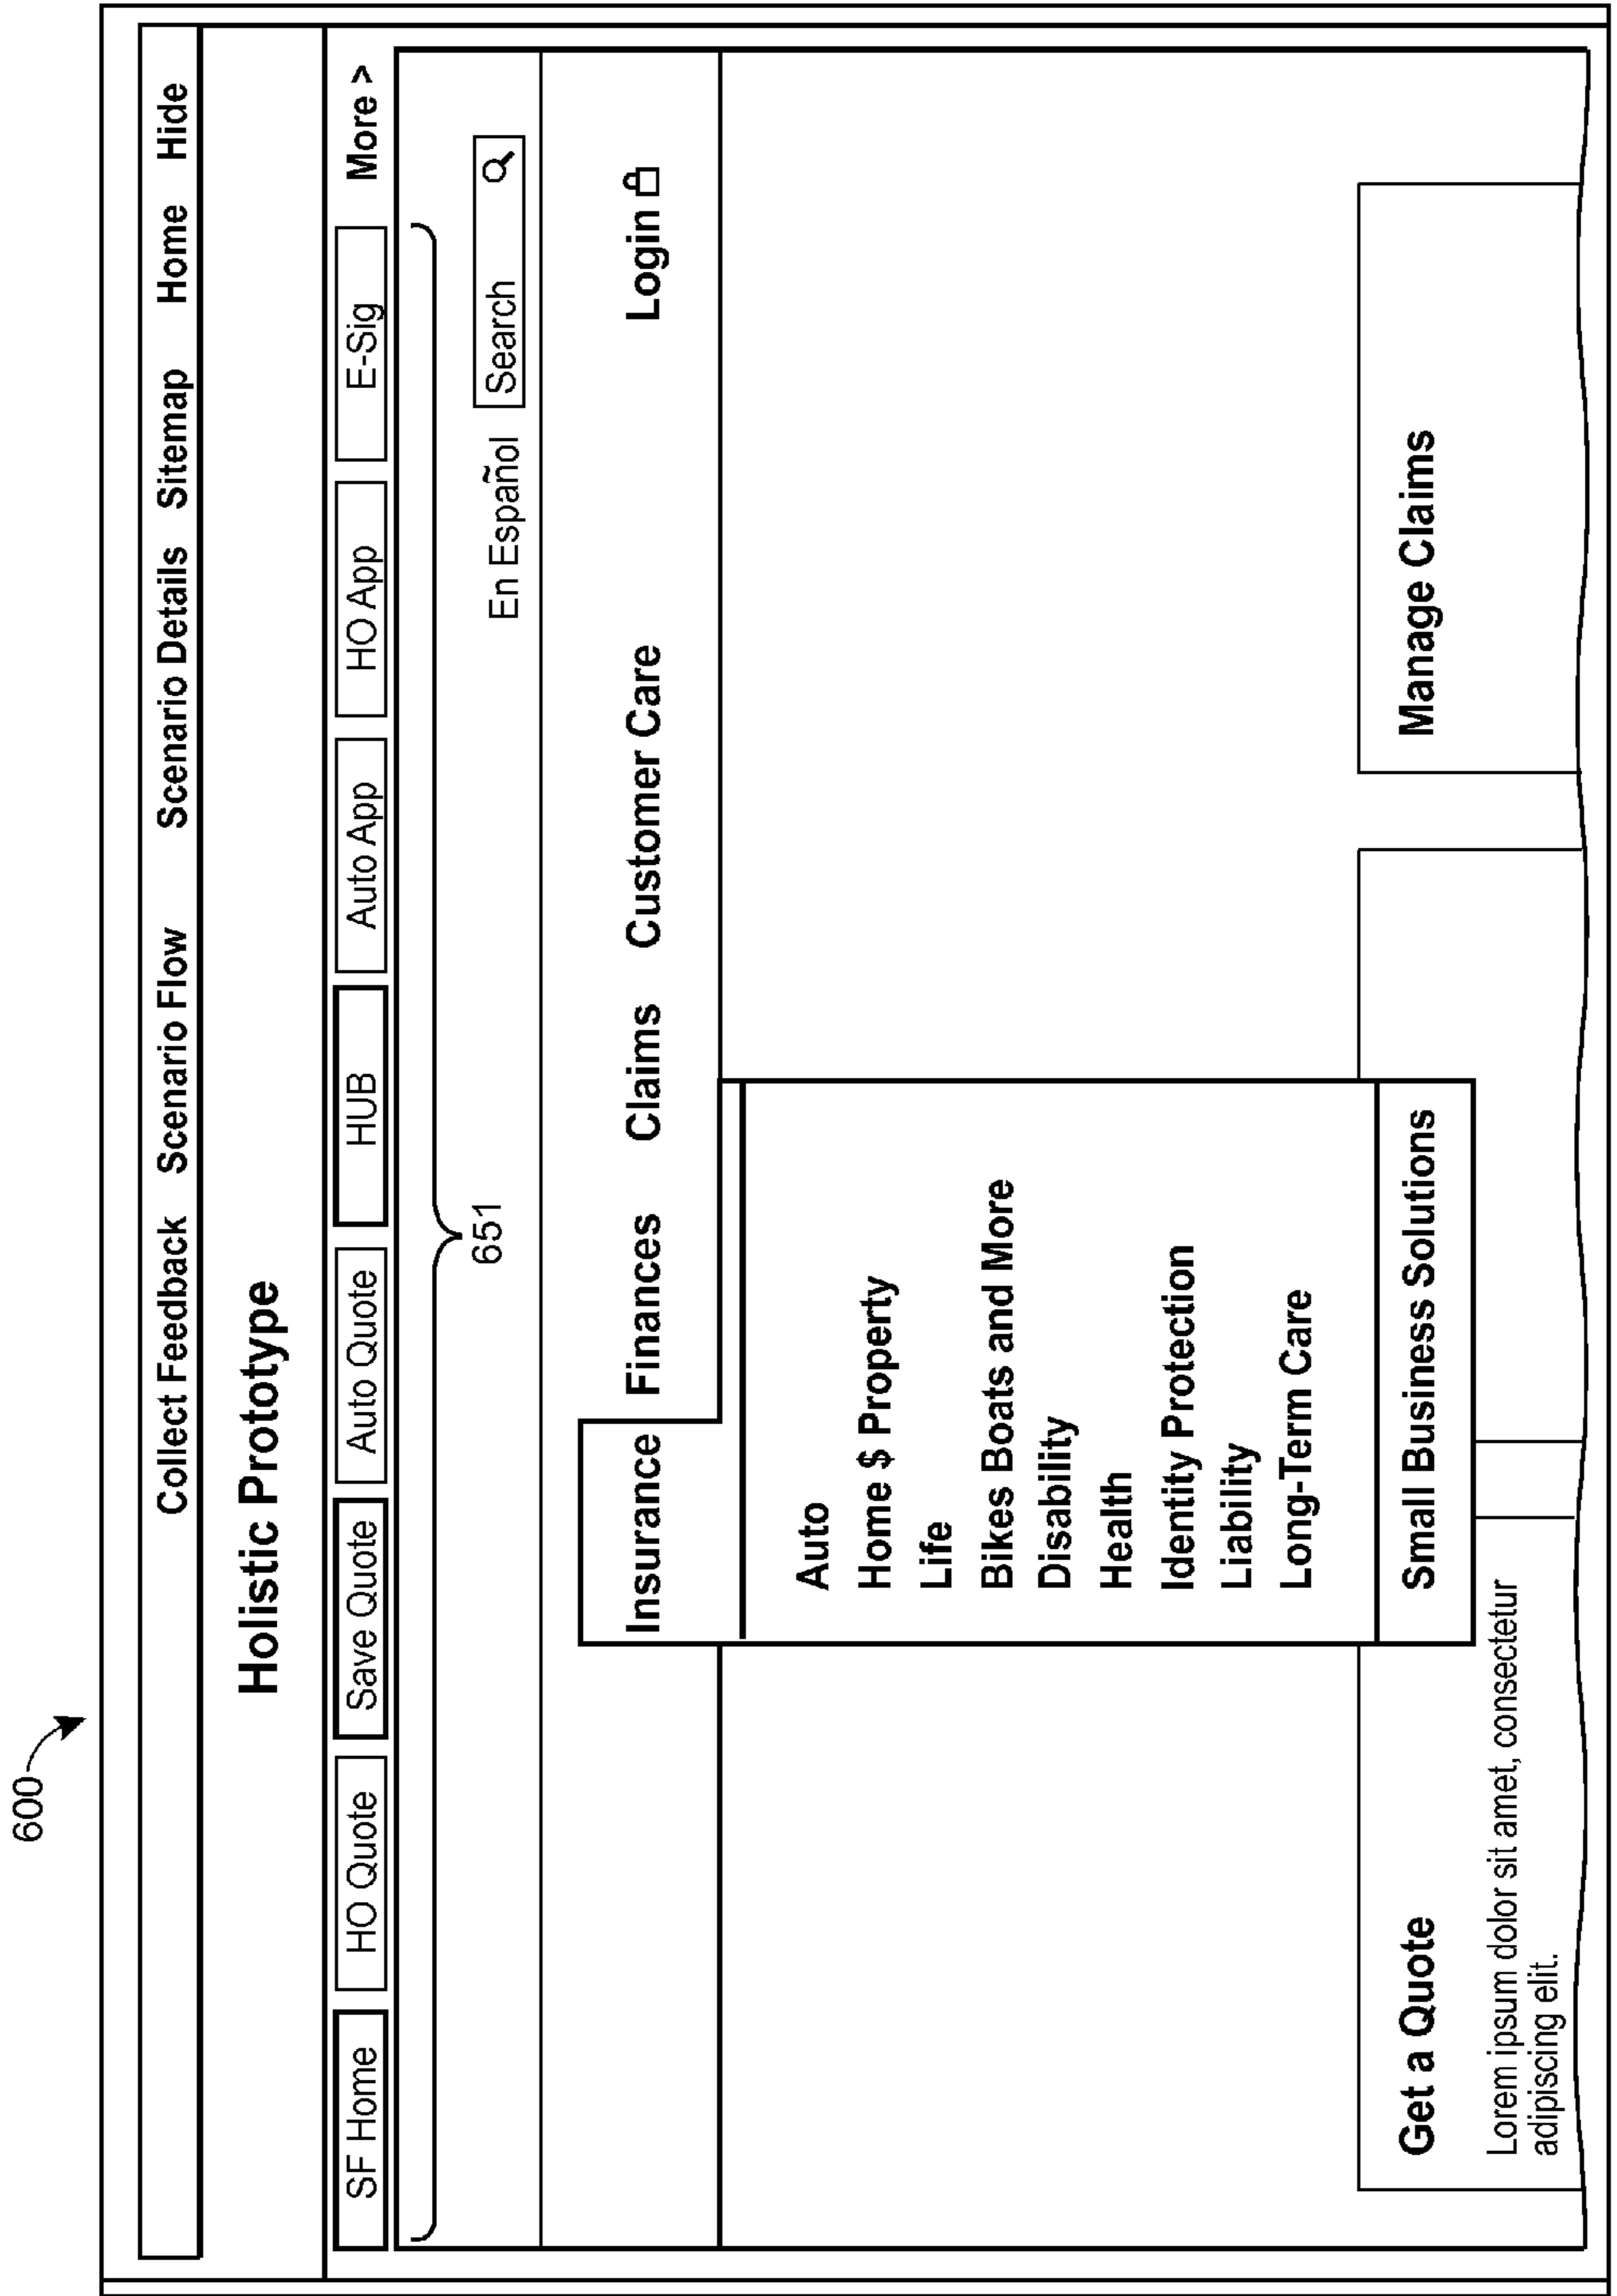 600
Collect Feedback Scenario Flow Scenario Details Sitemap Home Hide
Holistic Prototype
SF Home HO Quote Save Quote Auto Quote HUB Auto App HO App E-Sig More >
651
En Español Search
Insurance Finances Claims Customer Care Login
Auto
Home $ Property
Life
Bikes Boats and More
Disability
Health
Identity Protection
Liability
Long-Term Care
Get a Quote Small Business Solutions Manage Claims
Lorem ipsum dolor sit amet, consectetur
adipiscing elit.